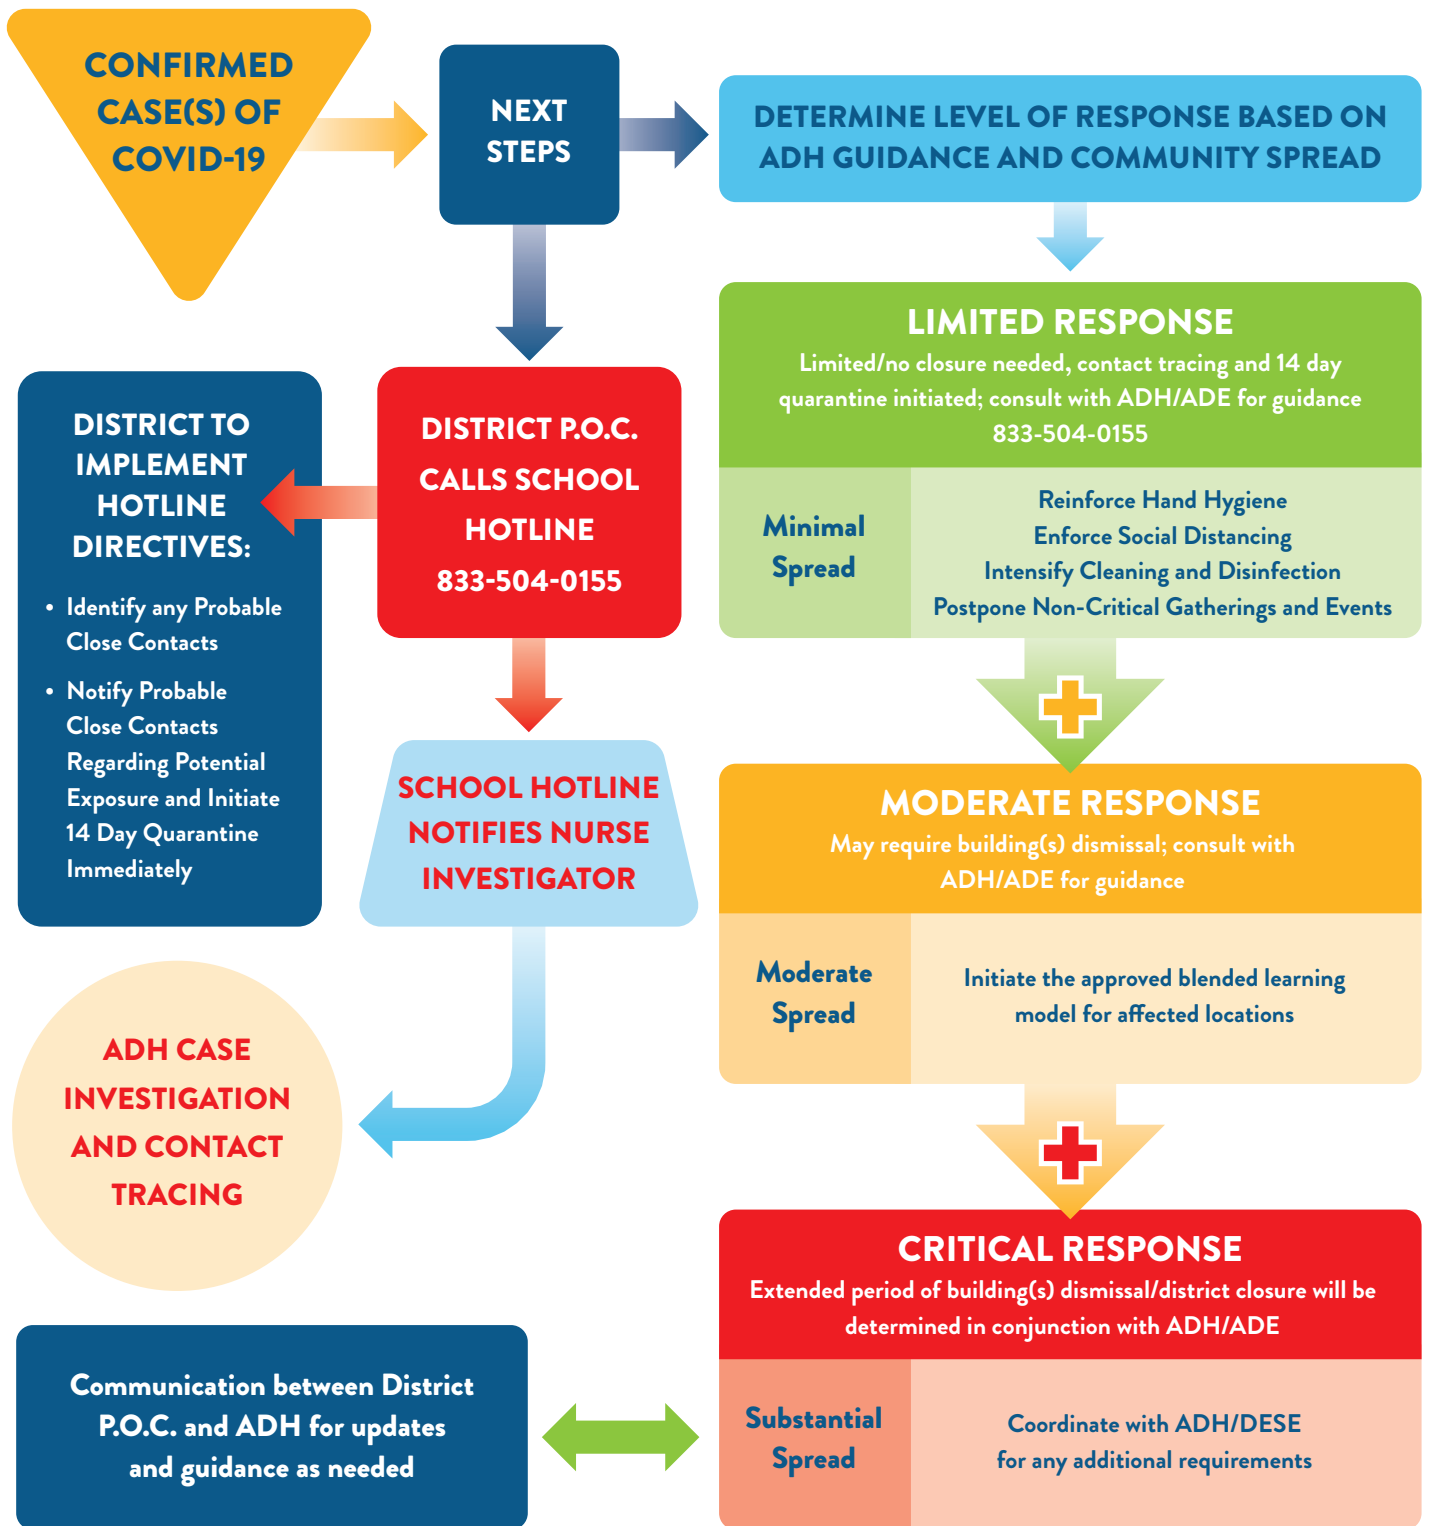 CONFIRMED
CASE(S) OF
COVID-19
NEXT
STEPS
DETERMINE LEVEL OF RESPONSE BASED ON
ADH GUIDANCE AND COMMUNITY SPREAD
DISTRICT P.O.C.
CALLS SCHOOL
HOTLINE
833-504-0155
DISTRICT TO
IMPLEMENT
HOTLINE
DIRECTIVES:
• Identify any Probable
Close Contacts
• Notify Probable
Close Contacts
Regarding Potential
Exposure and Initiate
14 Day Quarantine
Immediately
SCHOOL HOTLINE
NOTIFIES NURSE
INVESTIGATOR
ADH CASE
INVESTIGATION
AND CONTACT
TRACING
LIMITED RESPONSE
Limited/no closure needed, contact tracing and 14 day
quarantine initiated; consult with ADH/ADE for guidance
833-504-0155
Minimal
Spread
Reinforce Hand Hygiene
Enforce Social Distancing
Intensify Cleaning and Disinfection
Postpone Non-Critical Gatherings and Events
MODERATE RESPONSE
May require building(s) dismissal; consult with
ADH/ADE for guidance
Moderate
Spread
Initiate the approved blended learning
model for affected locations
CRITICAL RESPONSE
Extended period of building(s) dismissal/district closure will be
determined in conjunction with ADH/ADE
Substantial
Spread
Coordinate with ADH/DESE
for any additional requirements
Communication between District
P.O.C. and ADH for updates
and guidance as needed